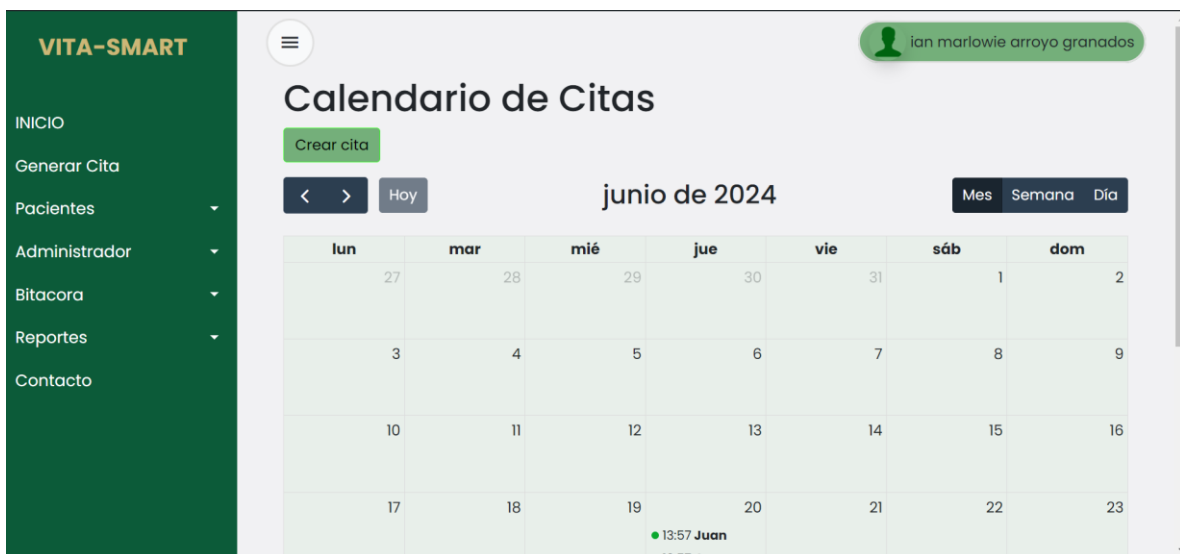 VITA-SMART
ian marlowie arroyo granados
INICIO
Generar Cita
Pacientes
Administrador
Bitacora
Reportes
Contacto
Calendario de Citas
Crear cita
Hoy
junio de 2024
Mes Semana Día
lun mar mié jue vie sáb dom
27 28 29 30 31 1 2
3 4 5 6 7 8 9
10 11 12 13 14 15 16
17 18 19 20 21 22 23
13:57 Juan